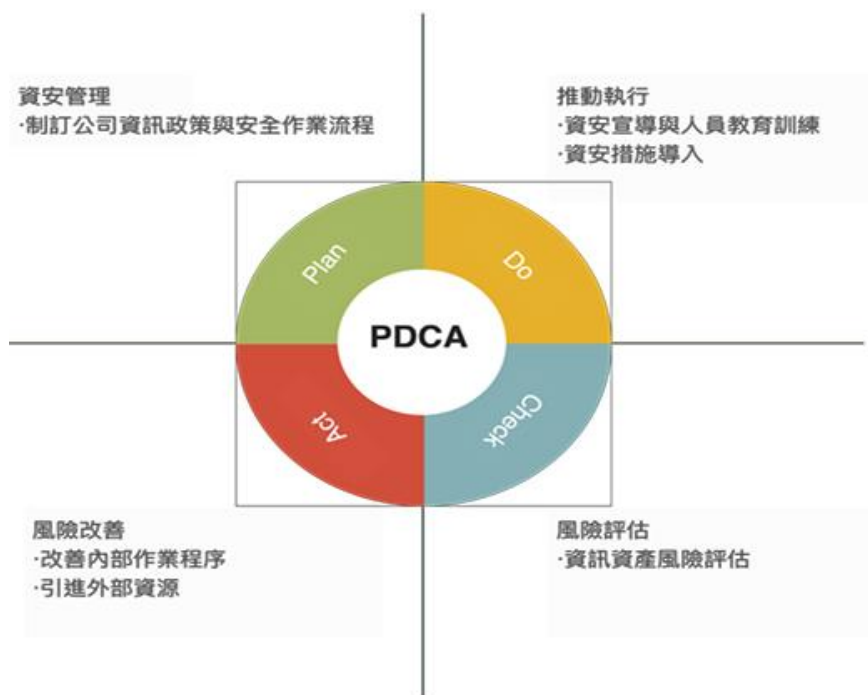 資安管理
·制訂公司資訊政策與安全作業流程
推動執行
·資安宣導與人員教育訓練
·資安措施導入
Plan
Do
PDCA
Act
Check
風險改善
·改善內部作業程序
·引進外部資源
風險評估
·資訊資產風險評估